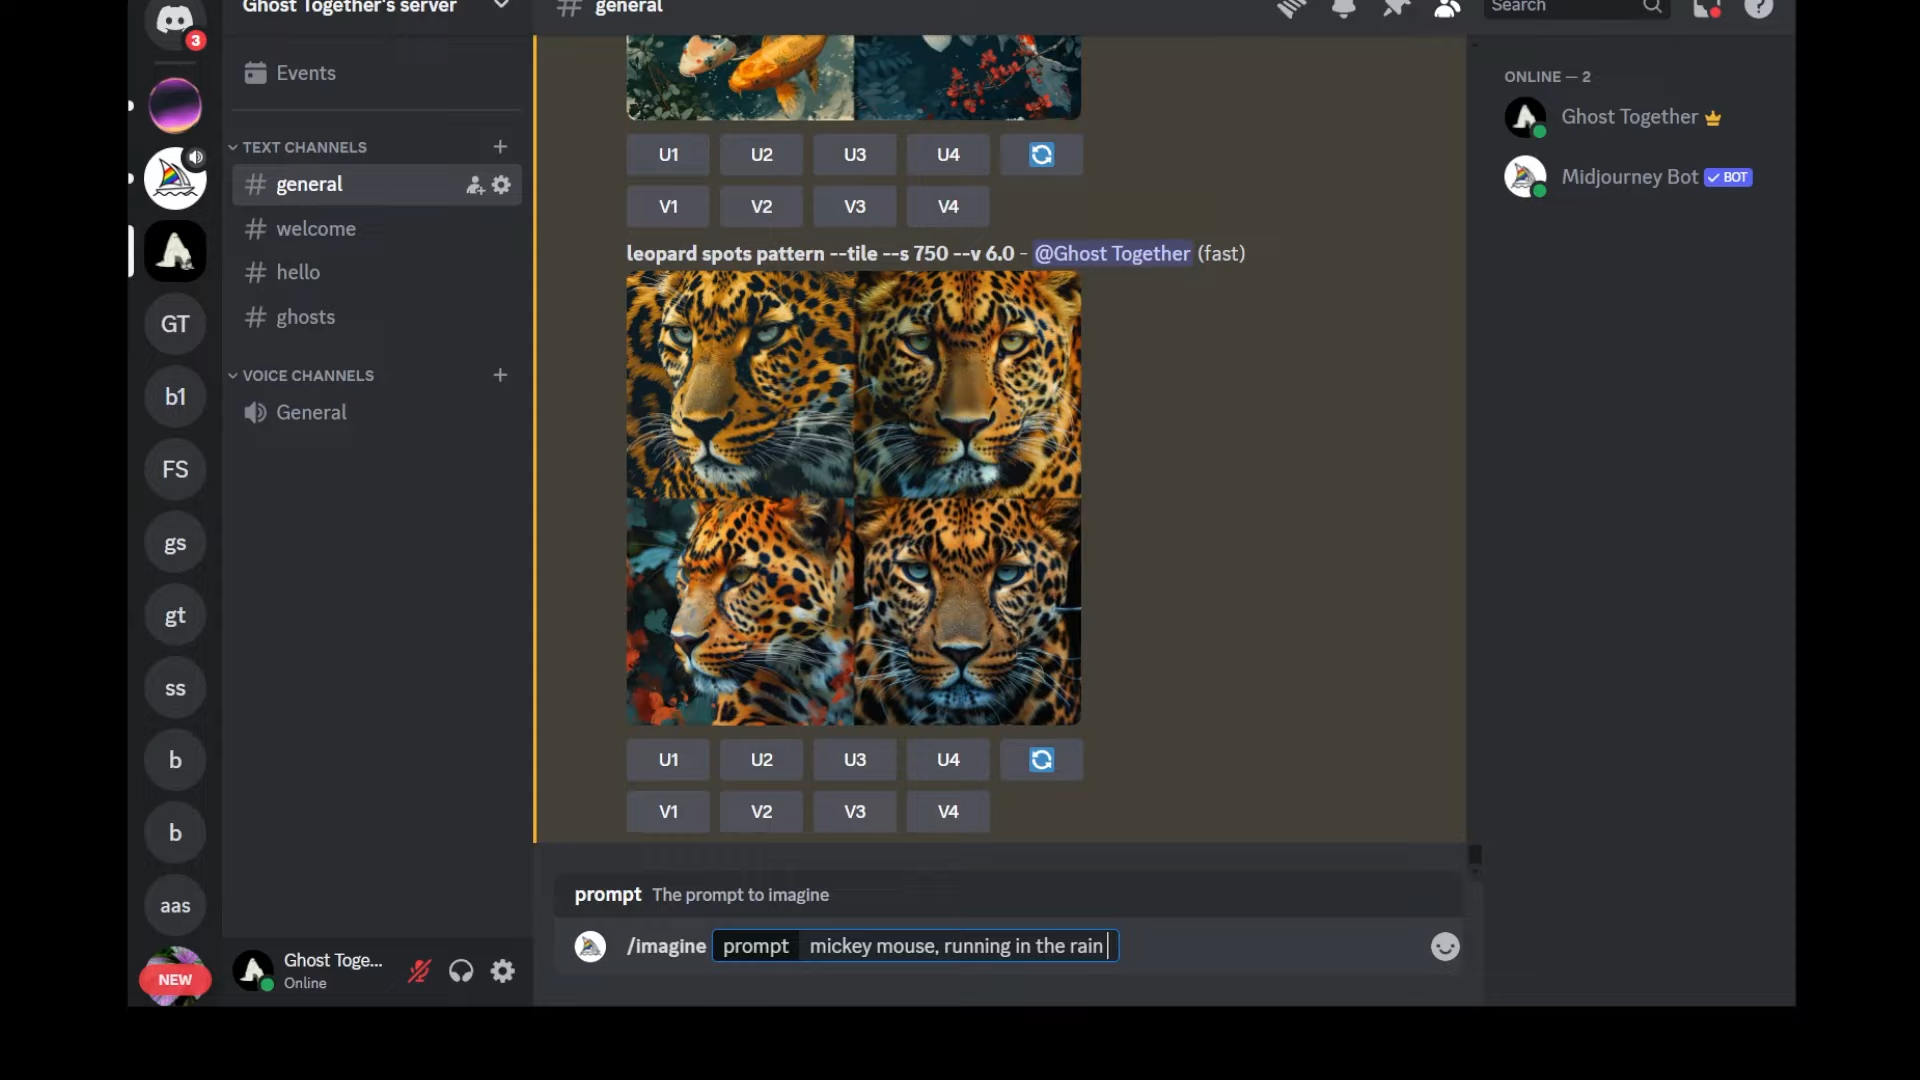 3
Ghost Together's server
general
Search
Events
TEXT CHANNELS
general
welcome
hello
ghosts
VOICE CHANNELS
General
GT
b1
FS
gs
gt
ss
b
b
aas
NEW
Ghost Toge...
Online
U1 U2 U3 U4
V1 V2 V3 V4
leopard spots pattern --tile --s 750 --v 6.0 - @Ghost Together (fast)
U1 U2 U3 U4
V1 V2 V3 V4
prompt The prompt to imagine
/imagine prompt mickey mouse, running in the rain
ONLINE — 2
Ghost Together
Midjourney Bot BOT